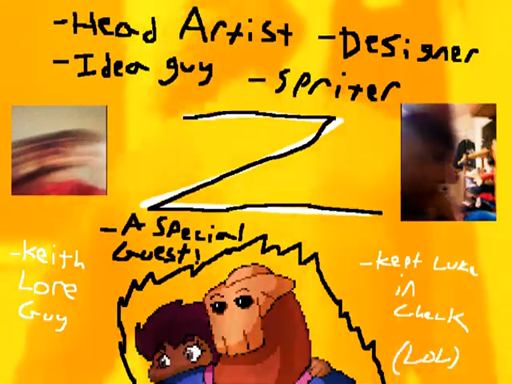 -Head Artist -Designer
-Idea guy -Spriter
Z
-A Special
Guest!
-Keith
Lore
Guy
-Kept Luke
in
Check
(LOL)